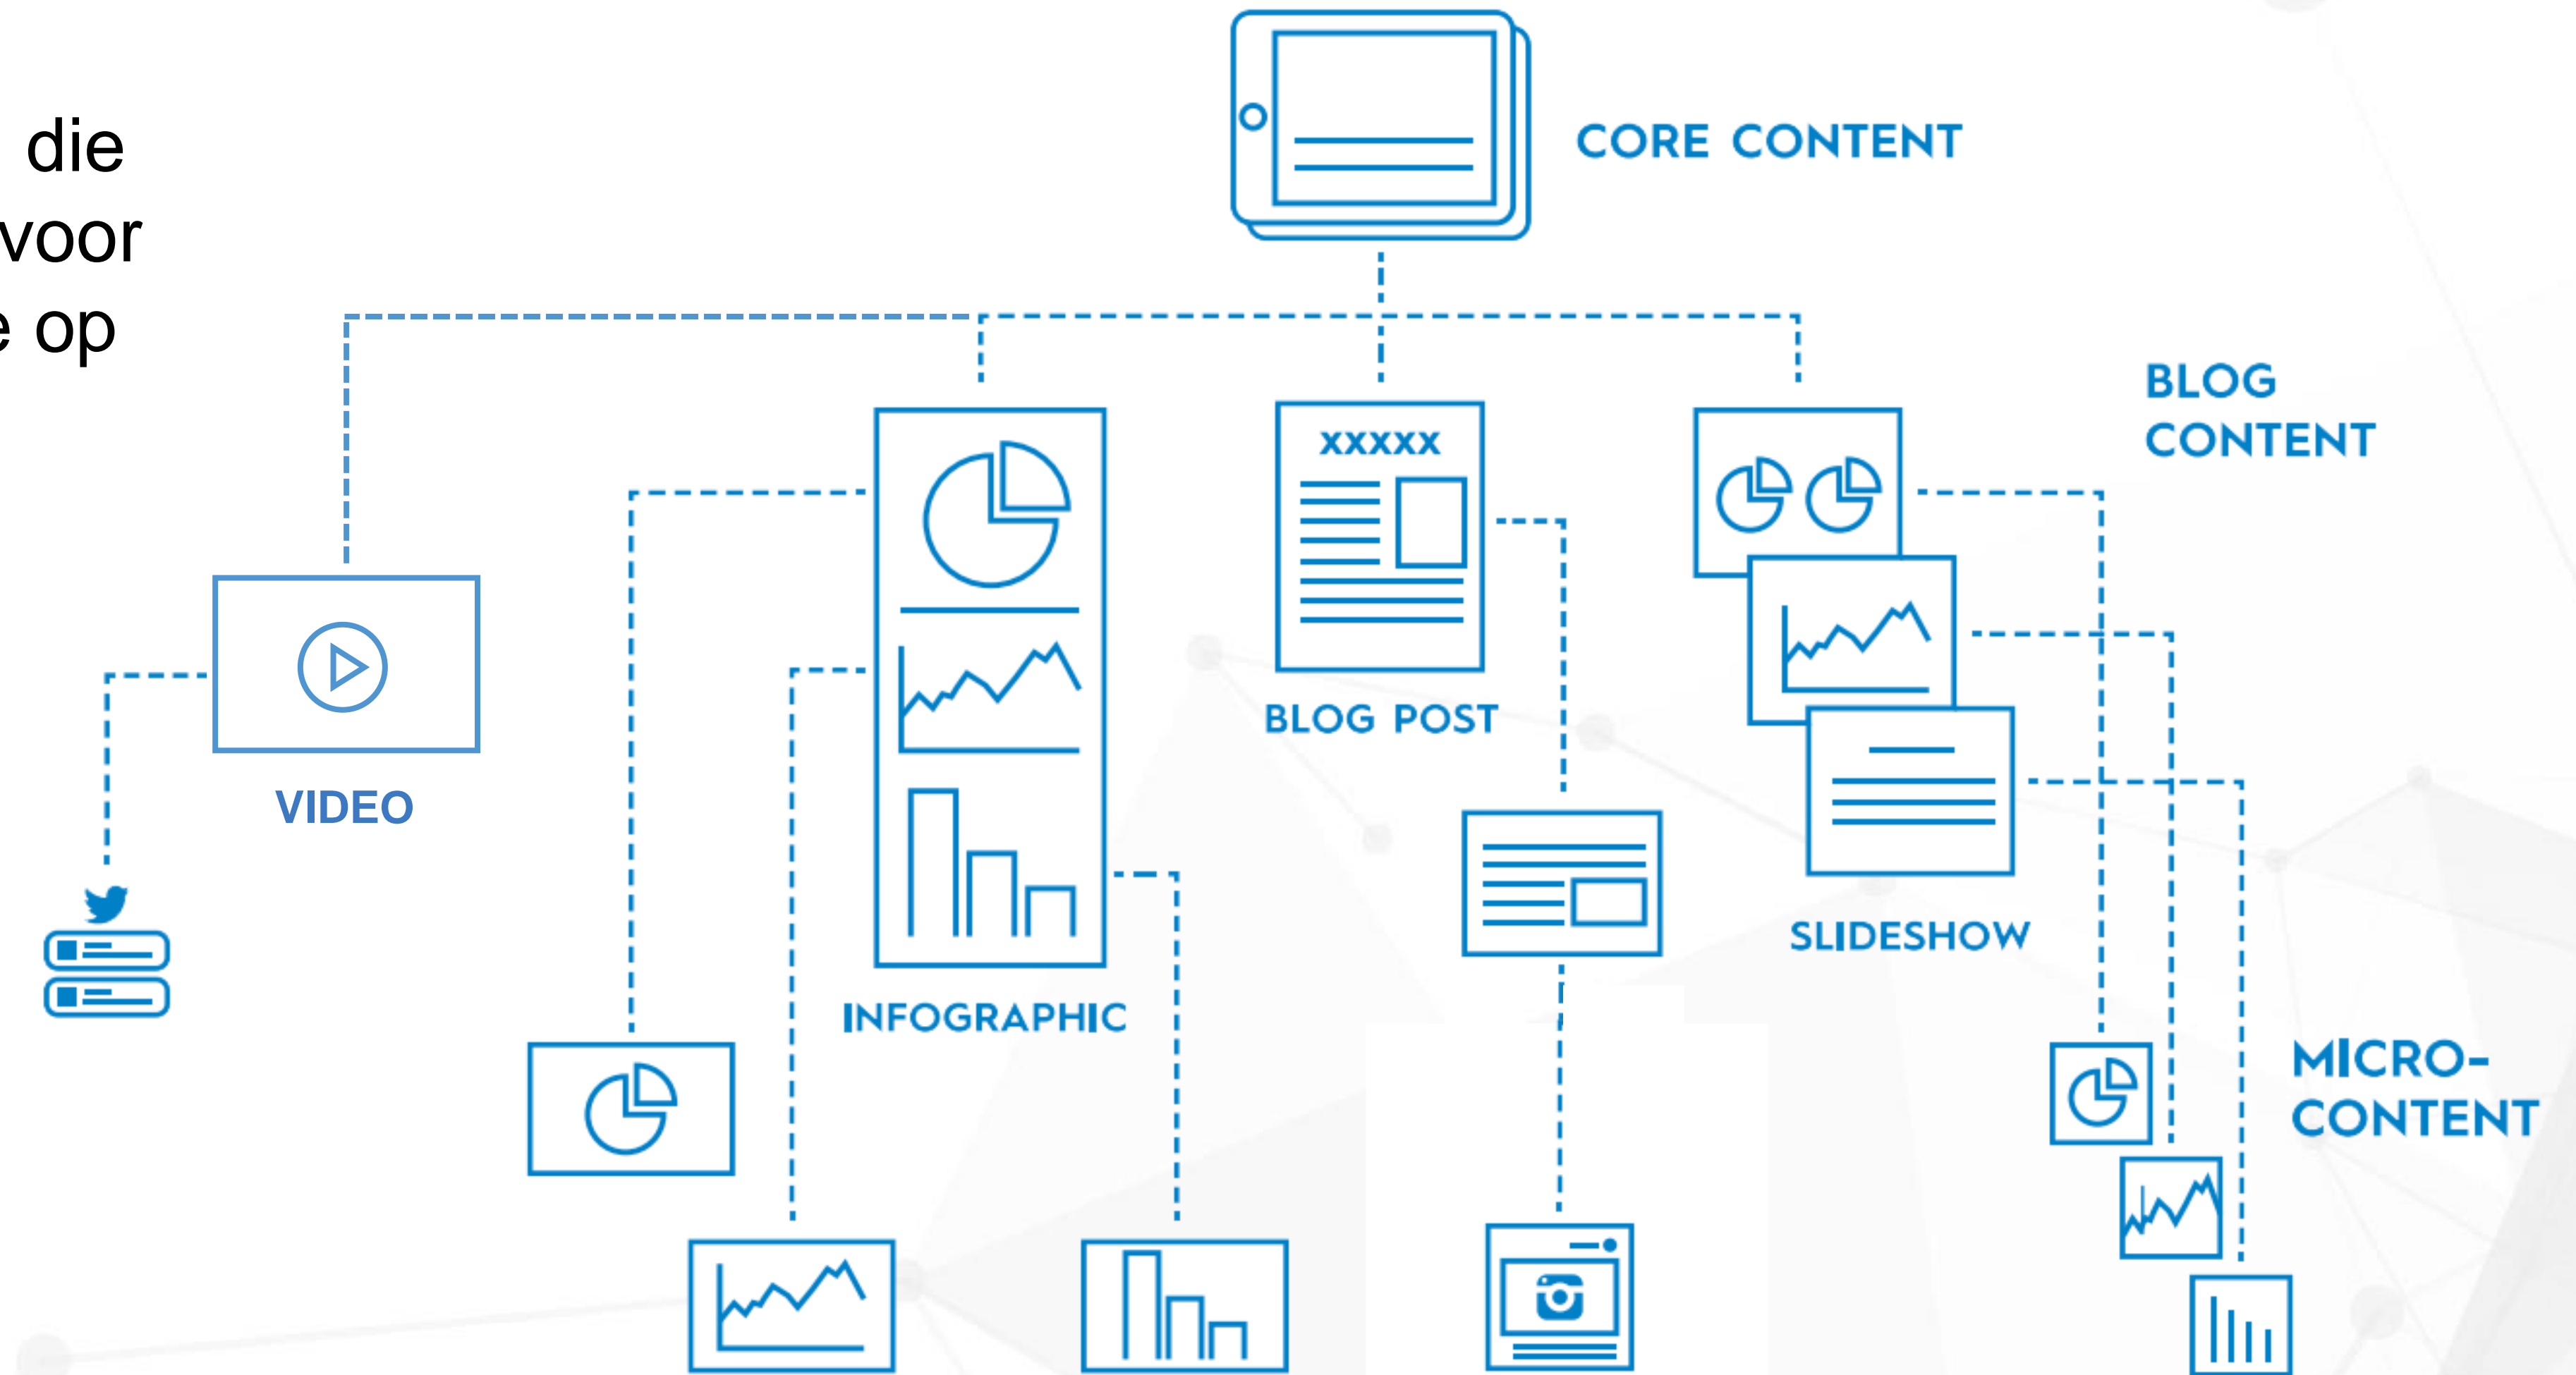 die
voor
e op
CORE CONTENT
BLOG
CONTENT
xxxxx
BLOG POST
VIDEO
SLIDESHOW
INFOGRAPHIC
MICRO-
CONTENT